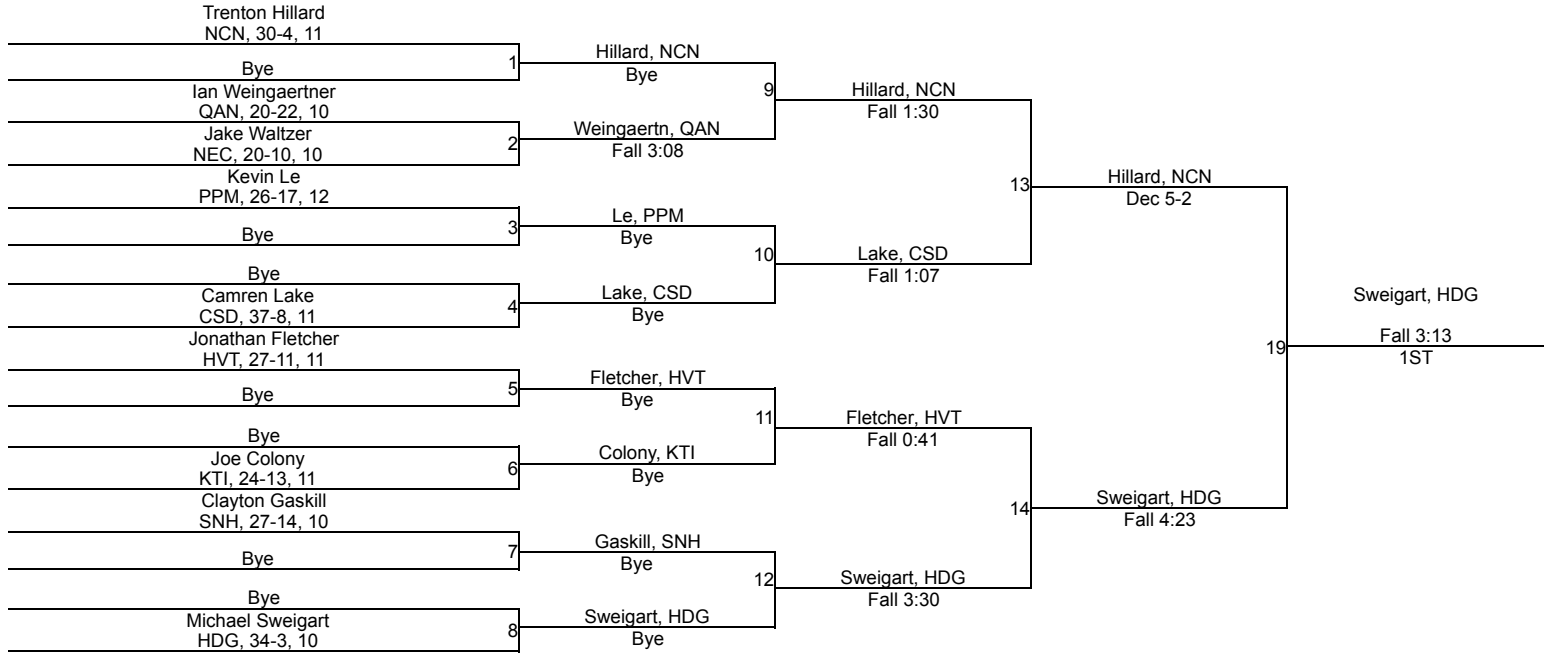 Trenton Hillard
NCN, 30-4, 11
Bye
Ian Weingaertner
QAN, 20-22, 10
Jake Waltzer
NEC, 20-10, 10
Kevin Le
PPM, 26-17, 12
Bye
Bye
Camren Lake
CSD, 37-8, 11
Jonathan Fletcher
HVT, 27-11, 11
Bye
Bye
Joe Colony
KTI, 24-13, 11
Clayton Gaskill
SNH, 27-14, 10
Bye
Bye
Michael Sweigart
HDG, 34-3, 10
1
2
3
4
5
6
7
8
Hillard, NCN
Bye
Weingaertn, QAN
Fall 3:08
Le, PPM
Bye
Lake, CSD
Bye
Fletcher, HVT
Bye
Colony, KTI
Bye
Gaskill, SNH
Bye
Sweigart, HDG
Bye
9
10
11
12
Hillard, NCN
Fall 1:30
Lake, CSD
Fall 1:07
Fletcher, HVT
Fall 0:41
Sweigart, HDG
Fall 3:30
13
14
Hillard, NCN
Dec 5-2
Sweigart, HDG
Fall 4:23
19
Sweigart, HDG
Fall 3:13
1ST